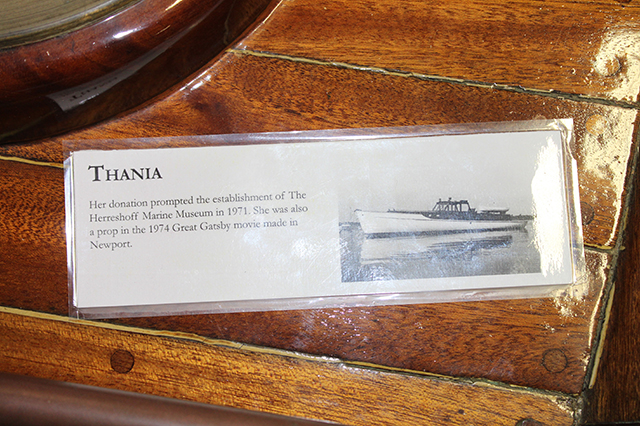 THANIA
Her donation prompted the establishment of The
Herreshoff Marine Museum in 1971. She was also
a prop in the 1974 Great Gatsby movie made in
Newport.